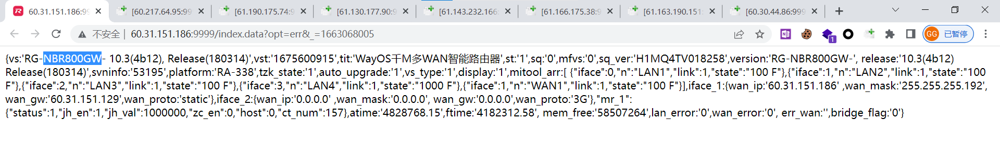 60.31.151.186:99
[60.217.64.95:99
[61.190.175.74:9
[61.130.177.90:9
[61.143.232.166:
[61.166.175.38:9
[61.163.190.151:
[60.30.44.86:999
不安全 | 60.31.151.186:9999/index.data?opt=err&_=1663068005
1
GG 已暂停
{vs:'RG-NBR800GW- 10.3(4b12), Release(180314)',vst:'1675600915',tit:'WayOS千M多WAN智能路由器',st:'1',sq:'0',mfvs:'0',sq_ver:'H1MQ4TV018258',version:'RG-NBR800GW-', release:'10.3(4b12)
Release(180314)',svninfo:'53195',platform:'RA-338',tzk_state:'1',auto_upgrade:'1',vs_type:'1',display:'1',mitool_arr:[ {"iface":0,"n":"LAN1","link":1,"state":"100 F"},{"iface":1,"n":"LAN2","link":1,"state":"100
F"},{"iface":2,"n":"LAN3","link":1,"state":"100 F"},{"iface":3,"n":"LAN4","link":1,"state":"1000 F"},{"iface":1,"n":"WAN1","link":1,"state":"100 F"}],iface_1:{wan_ip:'60.31.151.186' ,wan_mask:'255.255.255.192',
wan_gw:'60.31.151.129',wan_proto:'static'},iface_2:{wan_ip:'0.0.0.0' ,wan_mask:'0.0.0.0', wan_gw:'0.0.0.0',wan_proto:'3G'},"mr_1":
{"status":1,"jh_en":1,"jh_val":1000000,"zc_en":0,"host":0,"ct_num":157},atime:'4828768.15',ftime:'4182312.58', mem_free:'58507264',lan_error:'0',wan_error:'0', err_wan:'',bridge_flag:'0'}